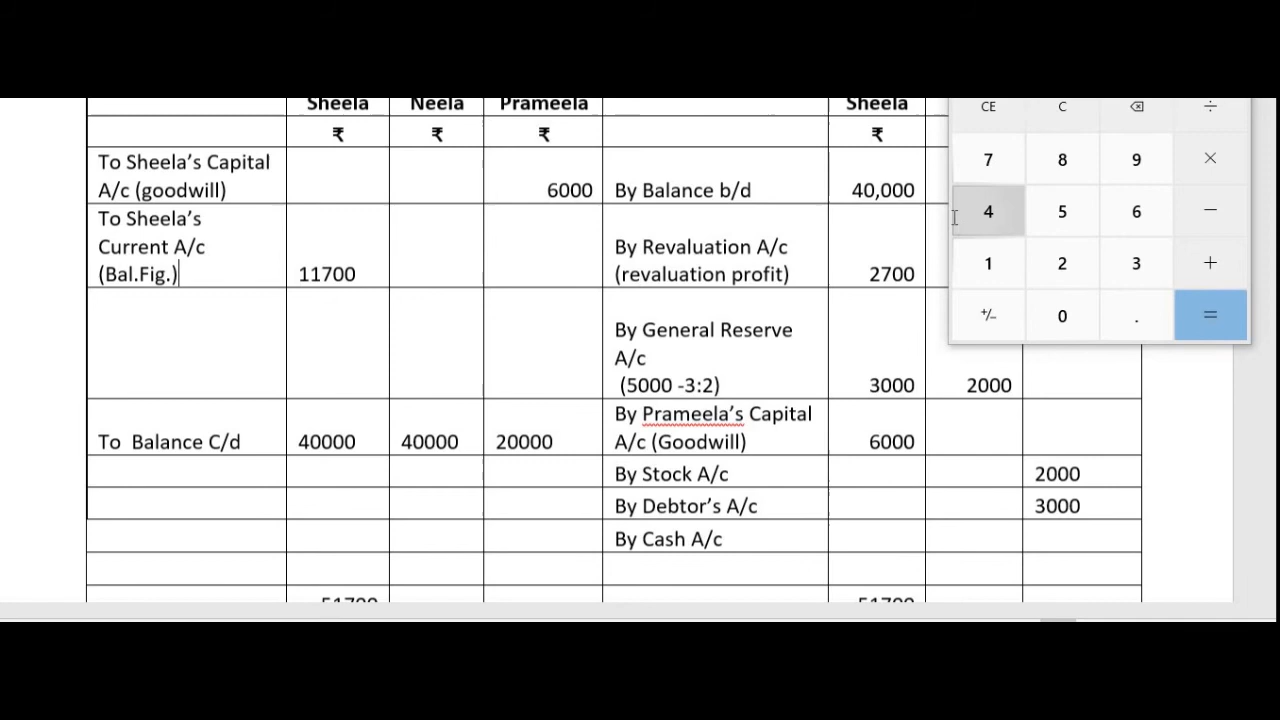 Sheela Neela Prameela Sheela
₹ ₹ ₹ ₹
To Sheela’s Capital
A/c (goodwill) 6000 By Balance b/d 40,000
To Sheela’s
Current A/c By Revaluation A/c
(Bal.Fig.) 11700 (revaluation profit) 2700
By General Reserve
A/c
(5000 -3:2) 3000 2000
By Prameela’s Capital
To Balance C/d 40000 40000 20000 A/c (Goodwill) 6000
By Stock A/c 2000
By Debtor’s A/c 3000
By Cash A/c
51700 51700
CE C ⌫ ÷
7 8 9 ×
4 5 6 −
1 2 3 +
+/− 0 . =